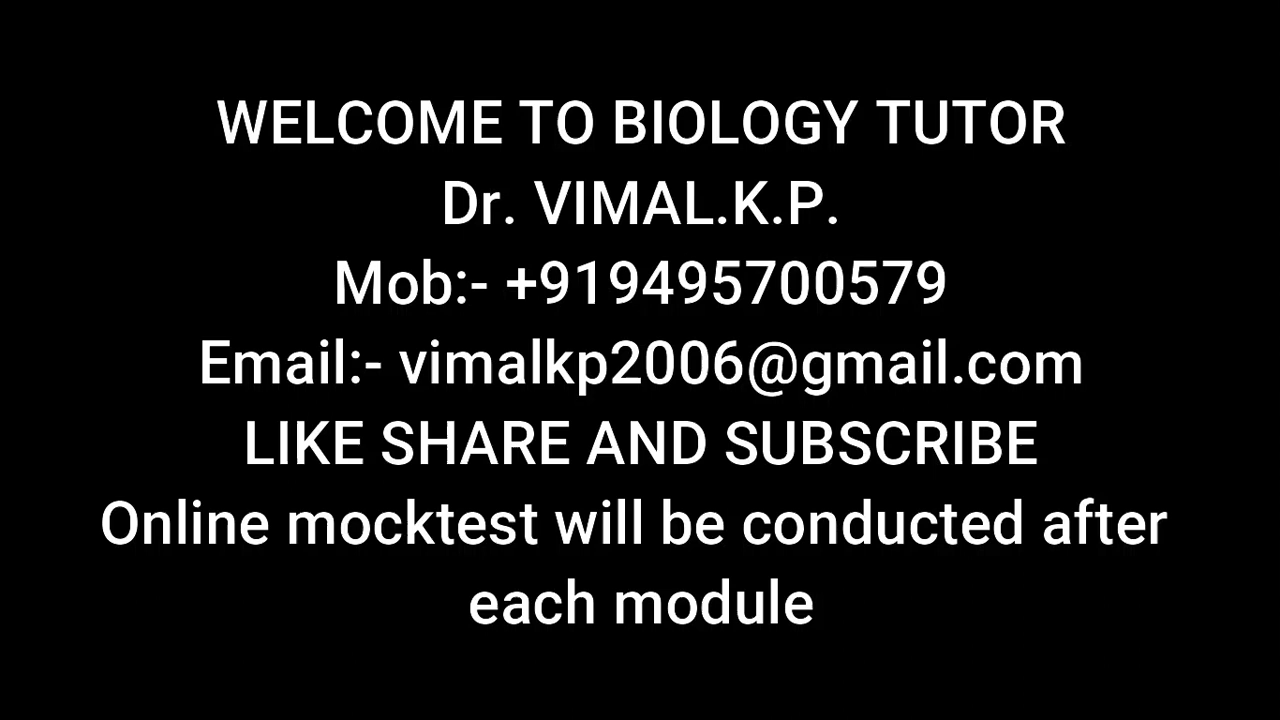 WELCOME TO BIOLOGY TUTOR
Dr. VIMAL.K.P.
Mob:- +919495700579
Email:- vimalkp2006@gmail.com
LIKE SHARE AND SUBSCRIBE
Online mocktest will be conducted after
each module